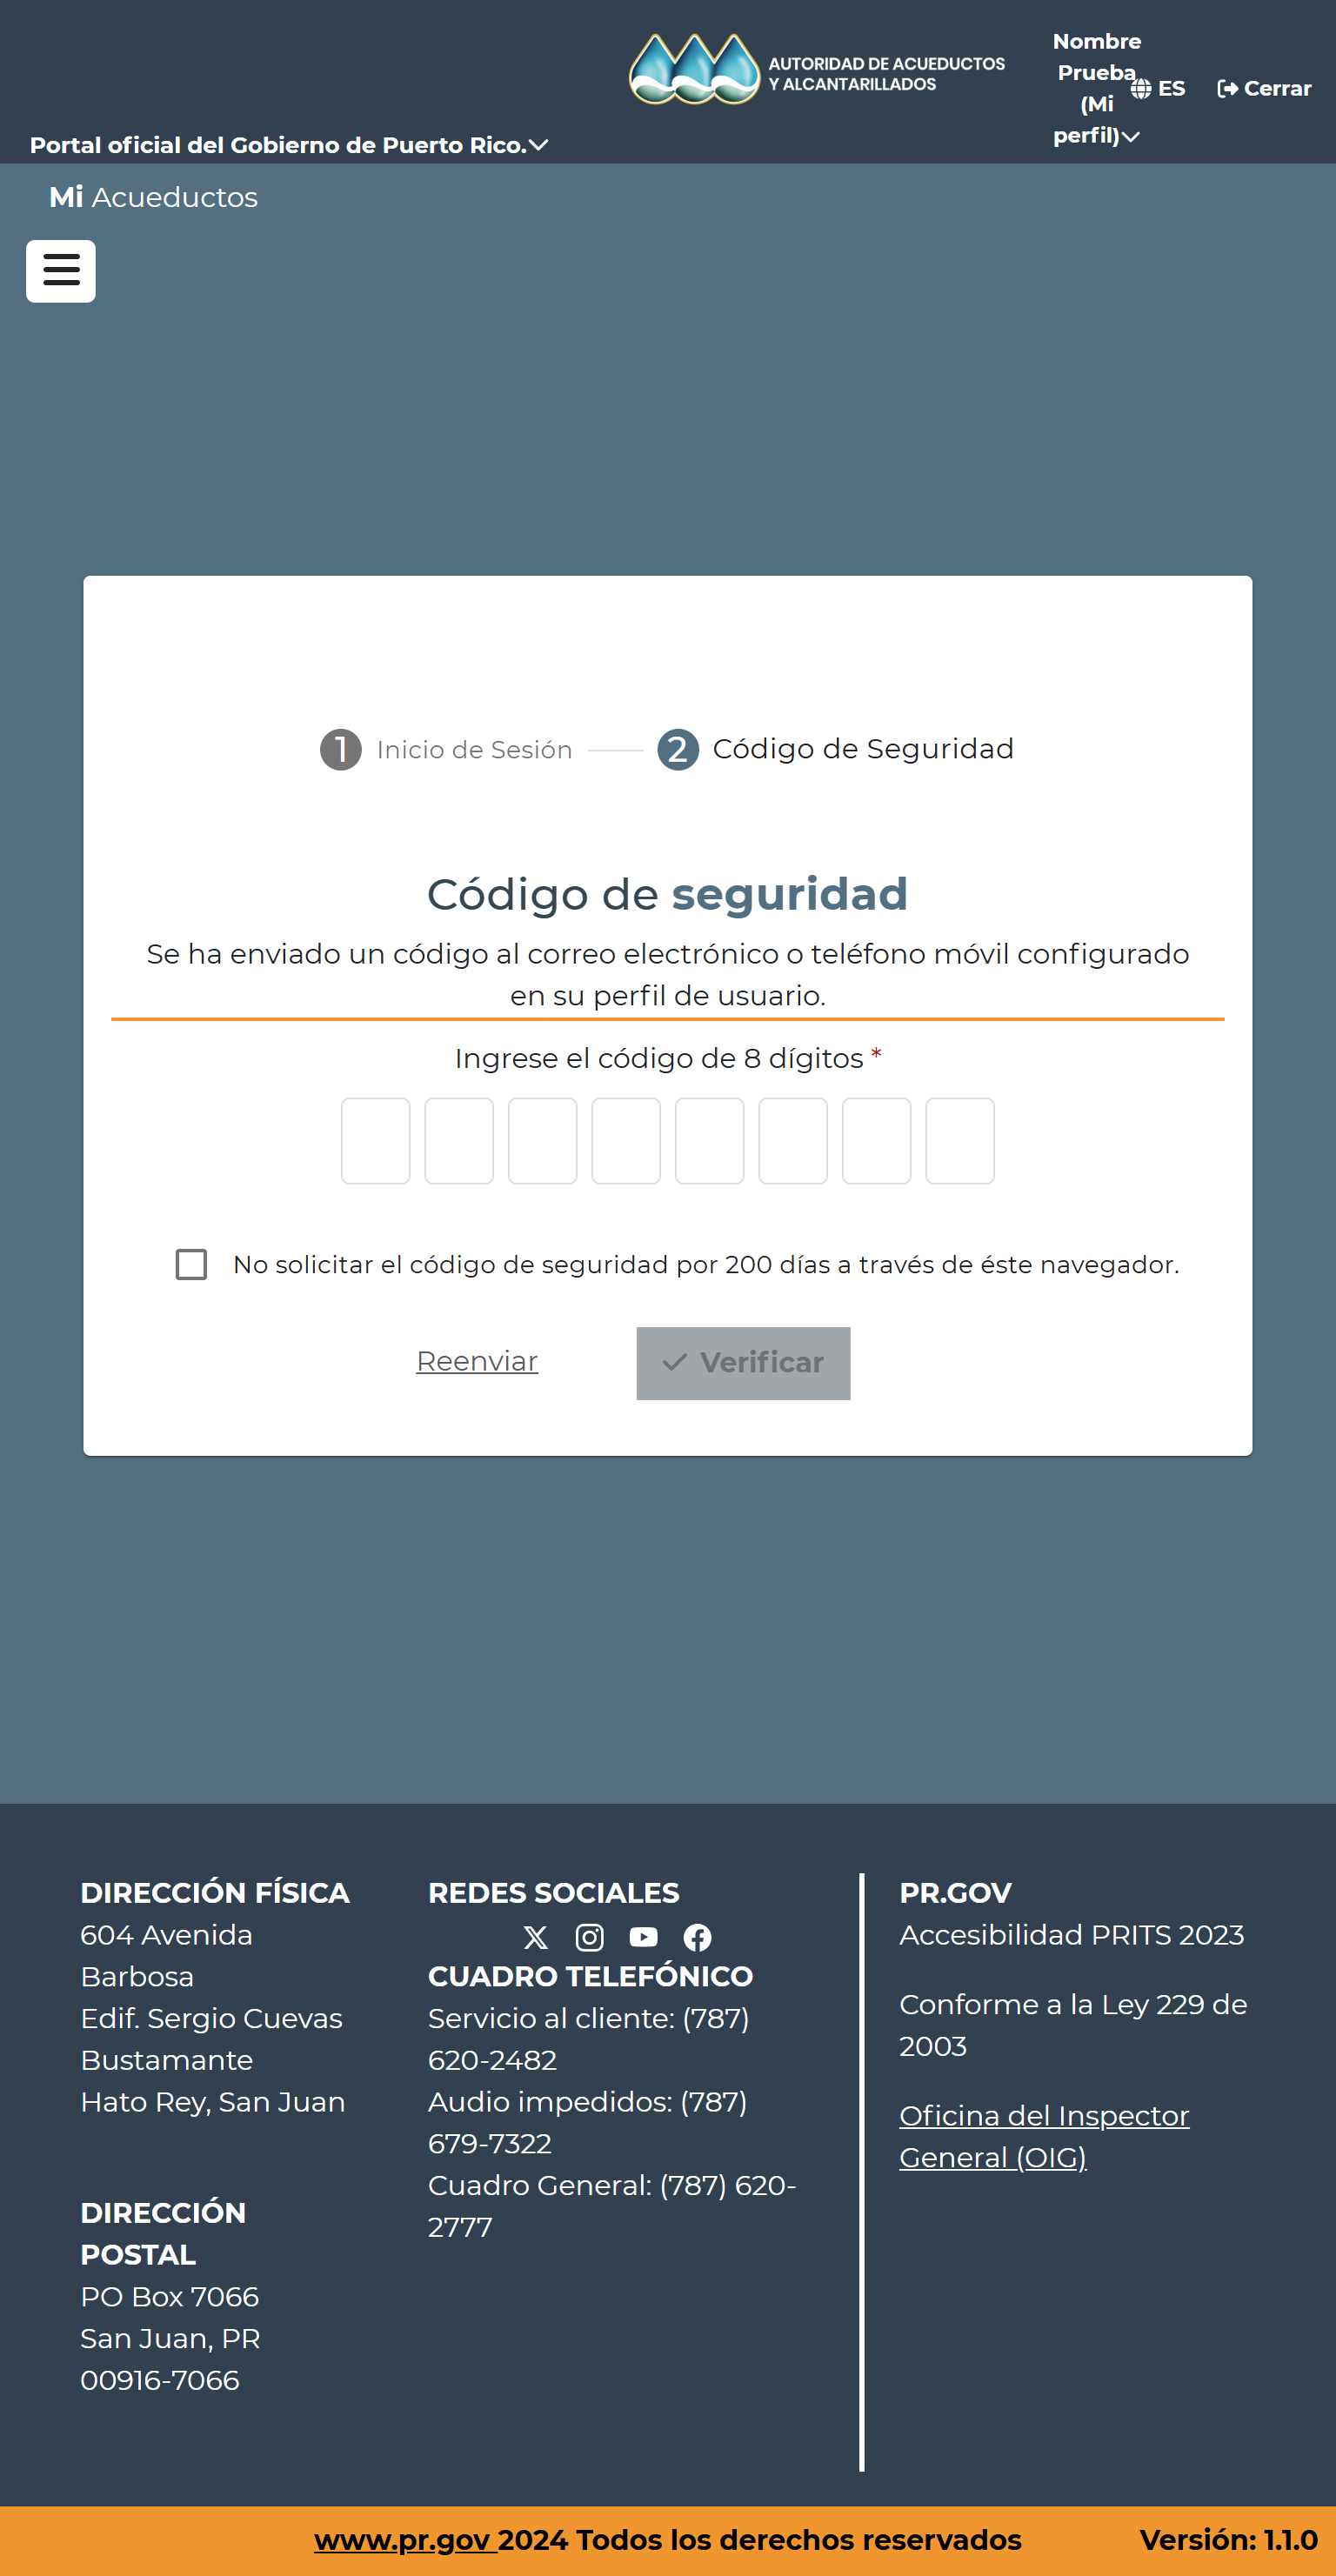 AUTORIDAD DE ACUEDUCTOS
Y ALCANTARILLADOS
Nombre
Prueba
(Mi
perfil)
ES
Cerrar
Portal oficial del Gobierno de Puerto Rico.
Mi Acueductos
1 Inicio de Sesión
2 Código de Seguridad
Código de seguridad
Se ha enviado un código al correo electrónico o teléfono móvil configurado
en su perfil de usuario.
Ingrese el código de 8 dígitos *
No solicitar el código de seguridad por 200 días a través de éste navegador.
Reenviar
Verificar
DIRECCIÓN FÍSICA
604 Avenida
Barbosa
Edif. Sergio Cuevas
Bustamante
Hato Rey, San Juan
DIRECCIÓN
POSTAL
PO Box 7066
San Juan, PR
00916-7066
REDES SOCIALES
CUADRO TELEFÓNICO
Servicio al cliente: (787)
620-2482
Audio impedidos: (787)
679-7322
Cuadro General: (787) 620-
2777
PR.GOV
Accesibilidad PRITS 2023
Conforme a la Ley 229 de
2003
Oficina del Inspector
General (OIG)
www.pr.gov 2024 Todos los derechos reservados
Versión: 1.1.0